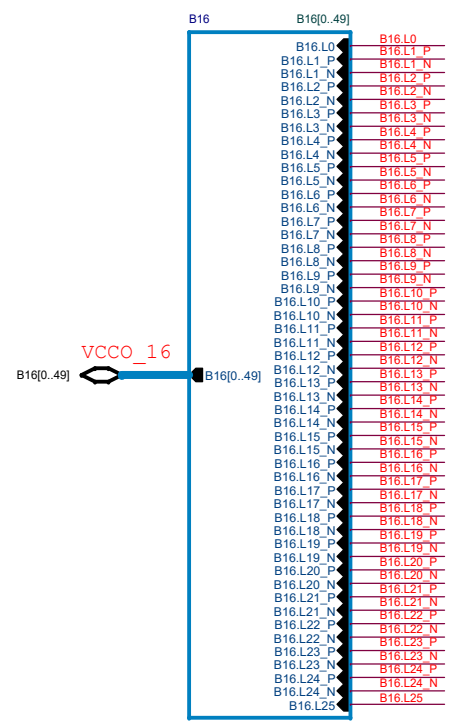 B16 B16[0..49]
B16.L0 B16.L0
B16.L1_P B16.L1_P
B16.L1_N B16.L1_N
B16.L2_P B16.L2_P
B16.L2_N B16.L2_N
B16.L3_P B16.L3_P
B16.L3_N B16.L3_N
B16.L4_P B16.L4_P
B16.L4_N B16.L4_N
B16.L5_P B16.L5_P
B16.L5_N B16.L5_N
B16.L6_P B16.L6_P
B16.L6_N B16.L6_N
B16.L7_P B16.L7_P
B16.L7_N B16.L7_N
B16.L8_P B16.L8_P
B16.L8_N B16.L8_N
B16.L9_P B16.L9_P
B16.L9_N B16.L9_N
B16.L10_P B16.L10_P
B16.L10_N B16.L10_N
B16.L11_P B16.L11_P
B16.L11_N B16.L11_N
VCCO_16 B16.L12_P B16.L12_P
B16.L12_N B16.L12_N
B16[0..49] B16[0..49] B16.L13_P B16.L13_P
B16.L13_N B16.L13_N
B16.L14_P B16.L14_P
B16.L14_N B16.L14_N
B16.L15_P B16.L15_P
B16.L15_N B16.L15_N
B16.L16_P B16.L16_P
B16.L16_N B16.L16_N
B16.L17_P B16.L17_P
B16.L17_N B16.L17_N
B16.L18_P B16.L18_P
B16.L18_N B16.L18_N
B16.L19_P B16.L19_P
B16.L19_N B16.L19_N
B16.L20_P B16.L20_P
B16.L20_N B16.L20_N
B16.L21_P B16.L21_P
B16.L21_N B16.L21_N
B16.L22_P B16.L22_P
B16.L22_N B16.L22_N
B16.L23_P B16.L23_P
B16.L23_N B16.L23_N
B16.L24_P B16.L24_P
B16.L24_N B16.L24_N
B16.L25 B16.L25